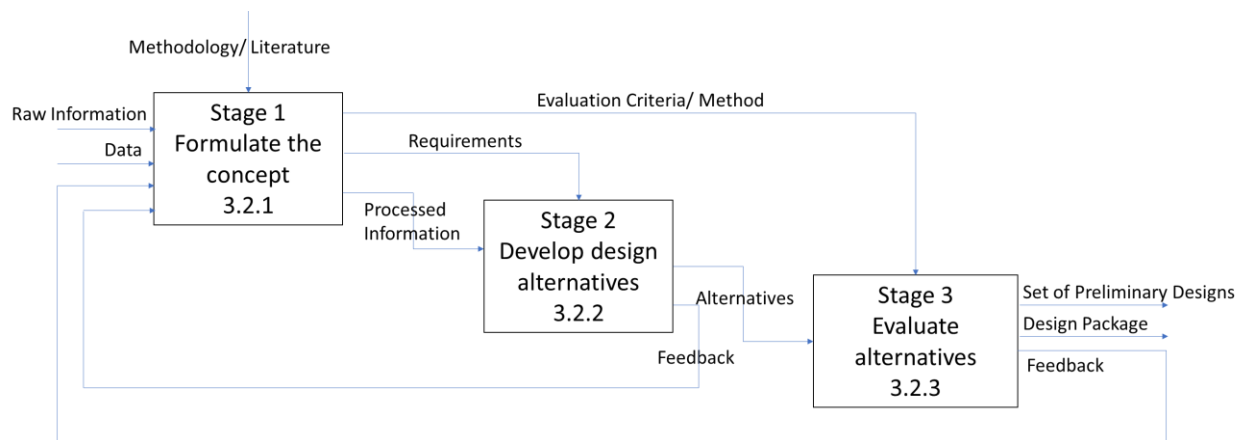 Methodology/ Literature
Raw Information
Data
Stage 1
Formulate the
concept
3.2.1
Evaluation Criteria/ Method
Requirements
Processed
Information
Stage 2
Develop design
alternatives
3.2.2
Alternatives
Feedback
Stage 3
Evaluate
alternatives
3.2.3
Set of Preliminary Designs
Design Package
Feedback